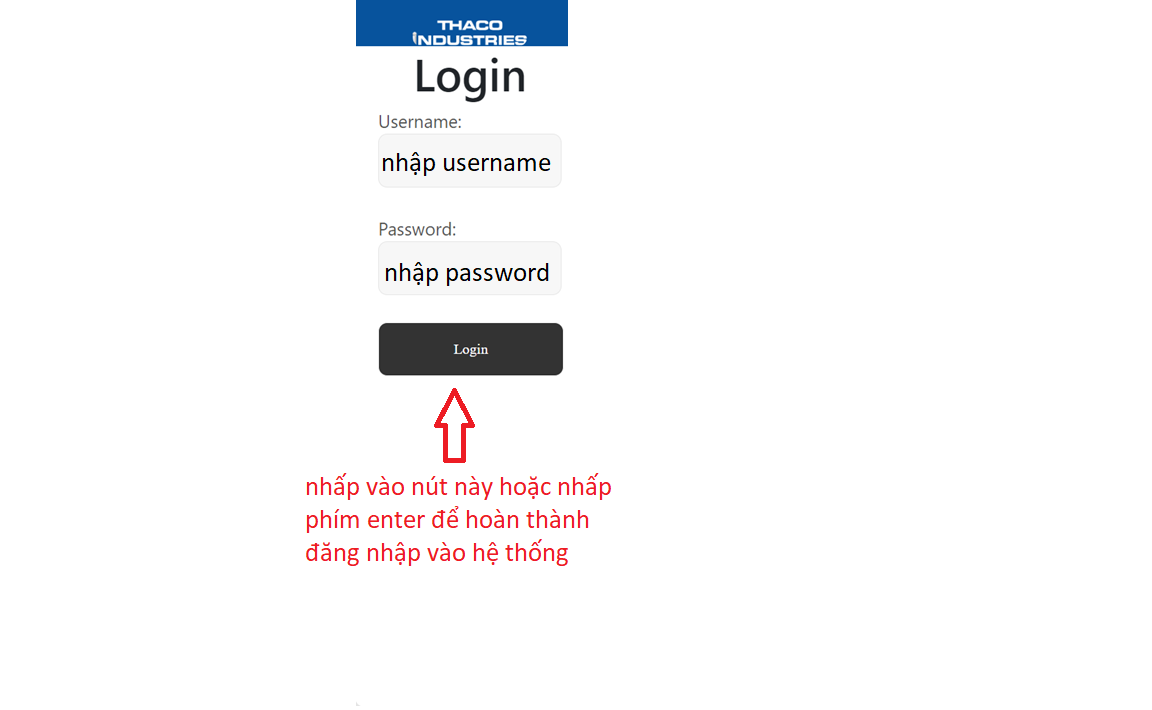 THACO
INDUSTRIES
Login
Username:
nhập username
Password:
nhập password
Login
nhấp vào nút này hoặc nhấp
phím enter để hoàn thành
đăng nhập vào hệ thống